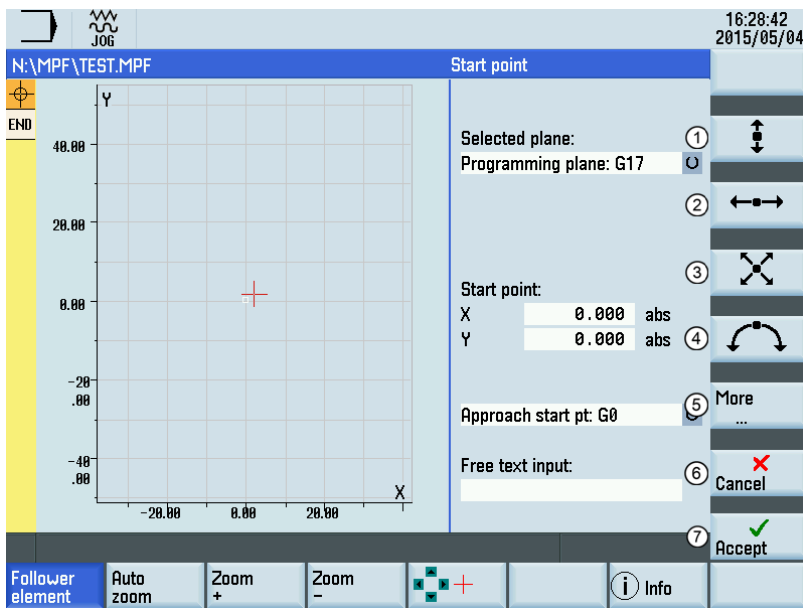 JOG
16:28:42
2015/05/04
N:\MPF\TEST.MPF
Start point
END
Y
40.00
20.00
0.00
-20
.00
-40
.00
-20.00
0.00
20.00
X
Selected plane:
Programming plane: G17
Start point:
X 0.000 abs
Y 0.000 abs
Approach start pt: G0
Free text input:
1
2
3
4
5
6
7
More
...
Cancel
Accept
Follower
element
Auto
zoom
Zoom
+
Zoom
-
i Info